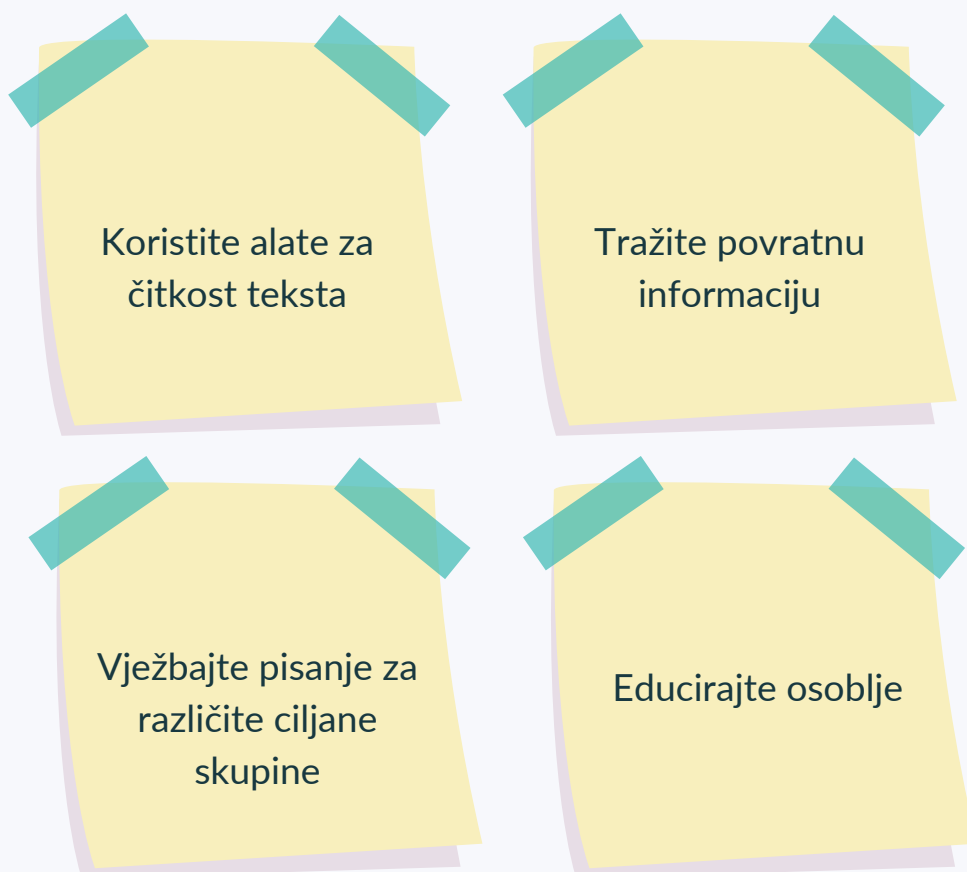 Koristite alate za
čitkost teksta
Tražite povratnu
informaciju
Vježbajte pisanje za
različite ciljane
skupine
Educirajte osoblje